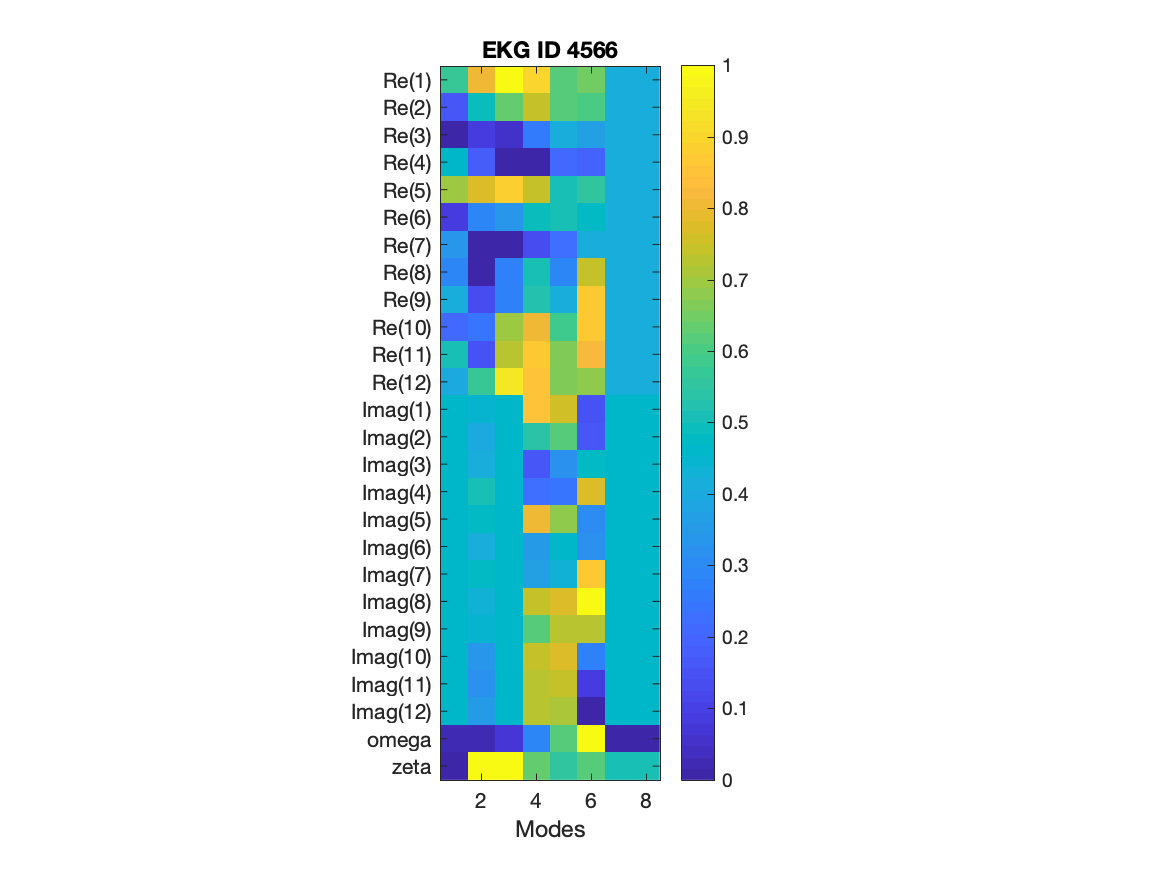 EKG ID 4566
Re(1)
Re(2)
Re(3)
Re(4)
Re(5)
Re(6)
Re(7)
Re(8)
Re(9)
Re(10)
Re(11)
Re(12)
Imag(1)
Imag(2)
Imag(3)
Imag(4)
Imag(5)
Imag(6)
Imag(7)
Imag(8)
Imag(9)
Imag(10)
Imag(11)
Imag(12)
omega
zeta
2 4 6 8
Modes
1
0.9
0.8
0.7
0.6
0.5
0.4
0.3
0.2
0.1
0